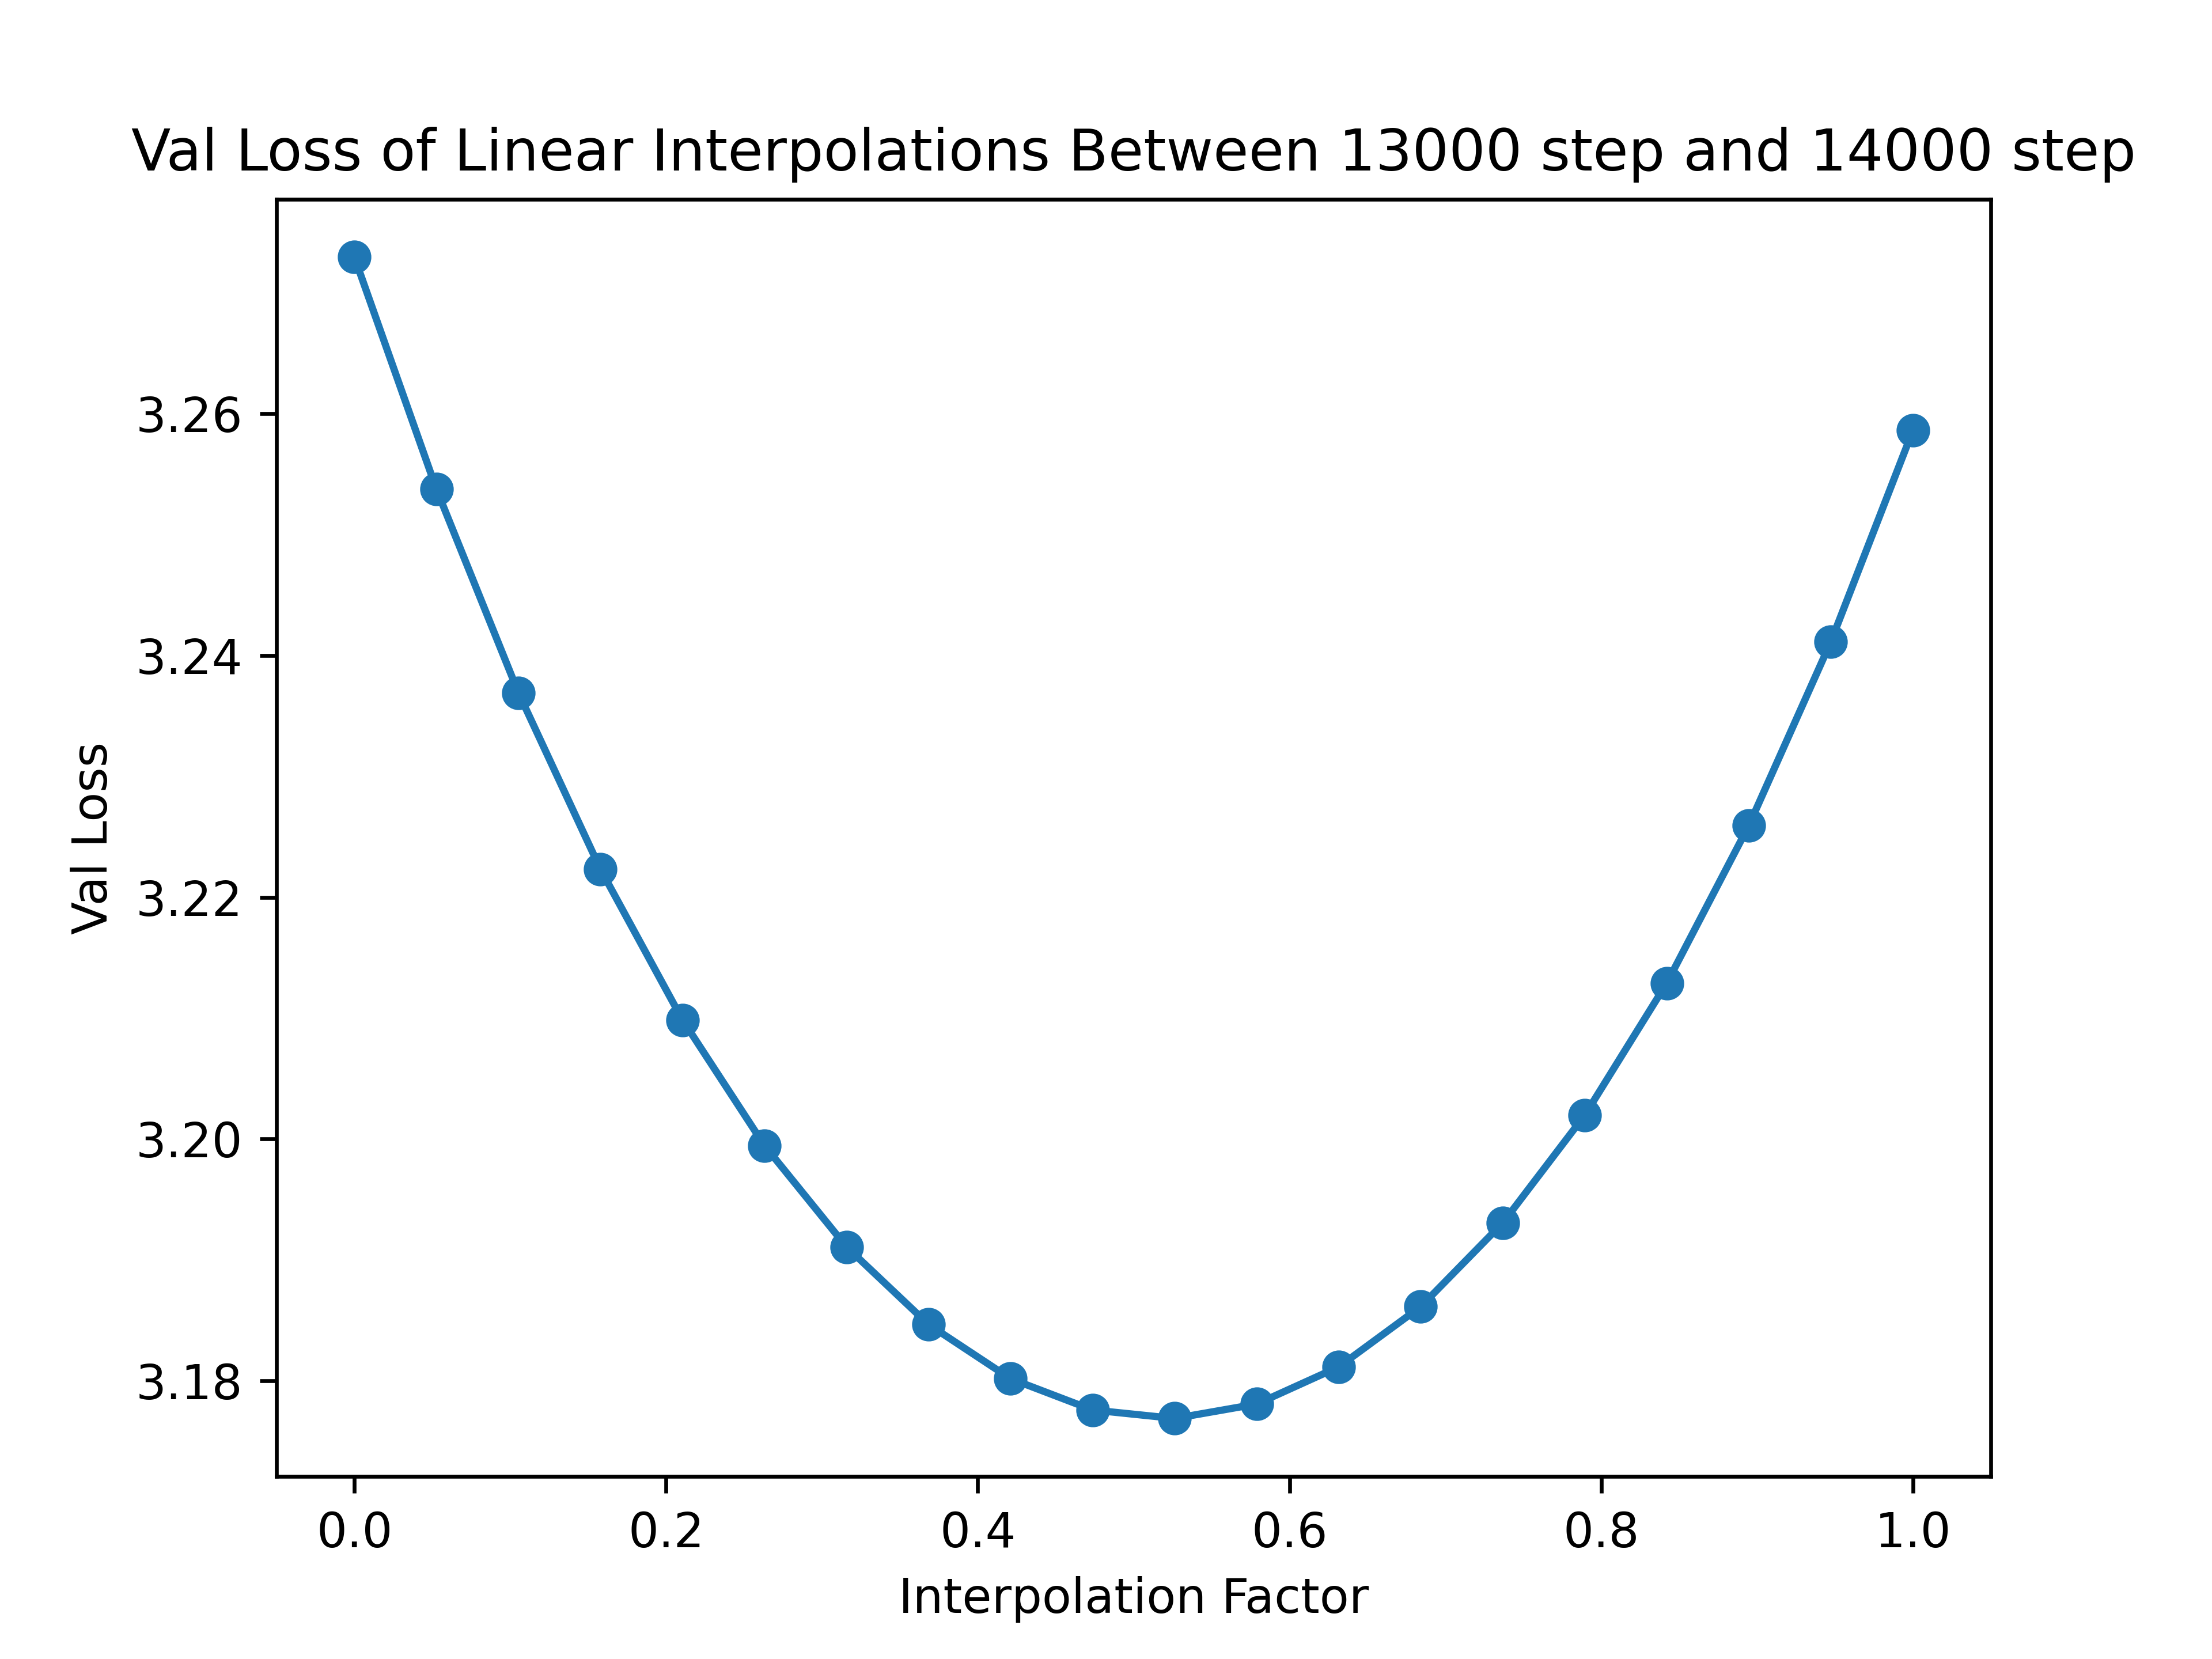 Val Loss of Linear Interpolations Between 13000 step and 14000 step
3.26
3.24
3.22
3.20
3.18
Val Loss
0.0 0.2 0.4 0.6 0.8 1.0
Interpolation Factor